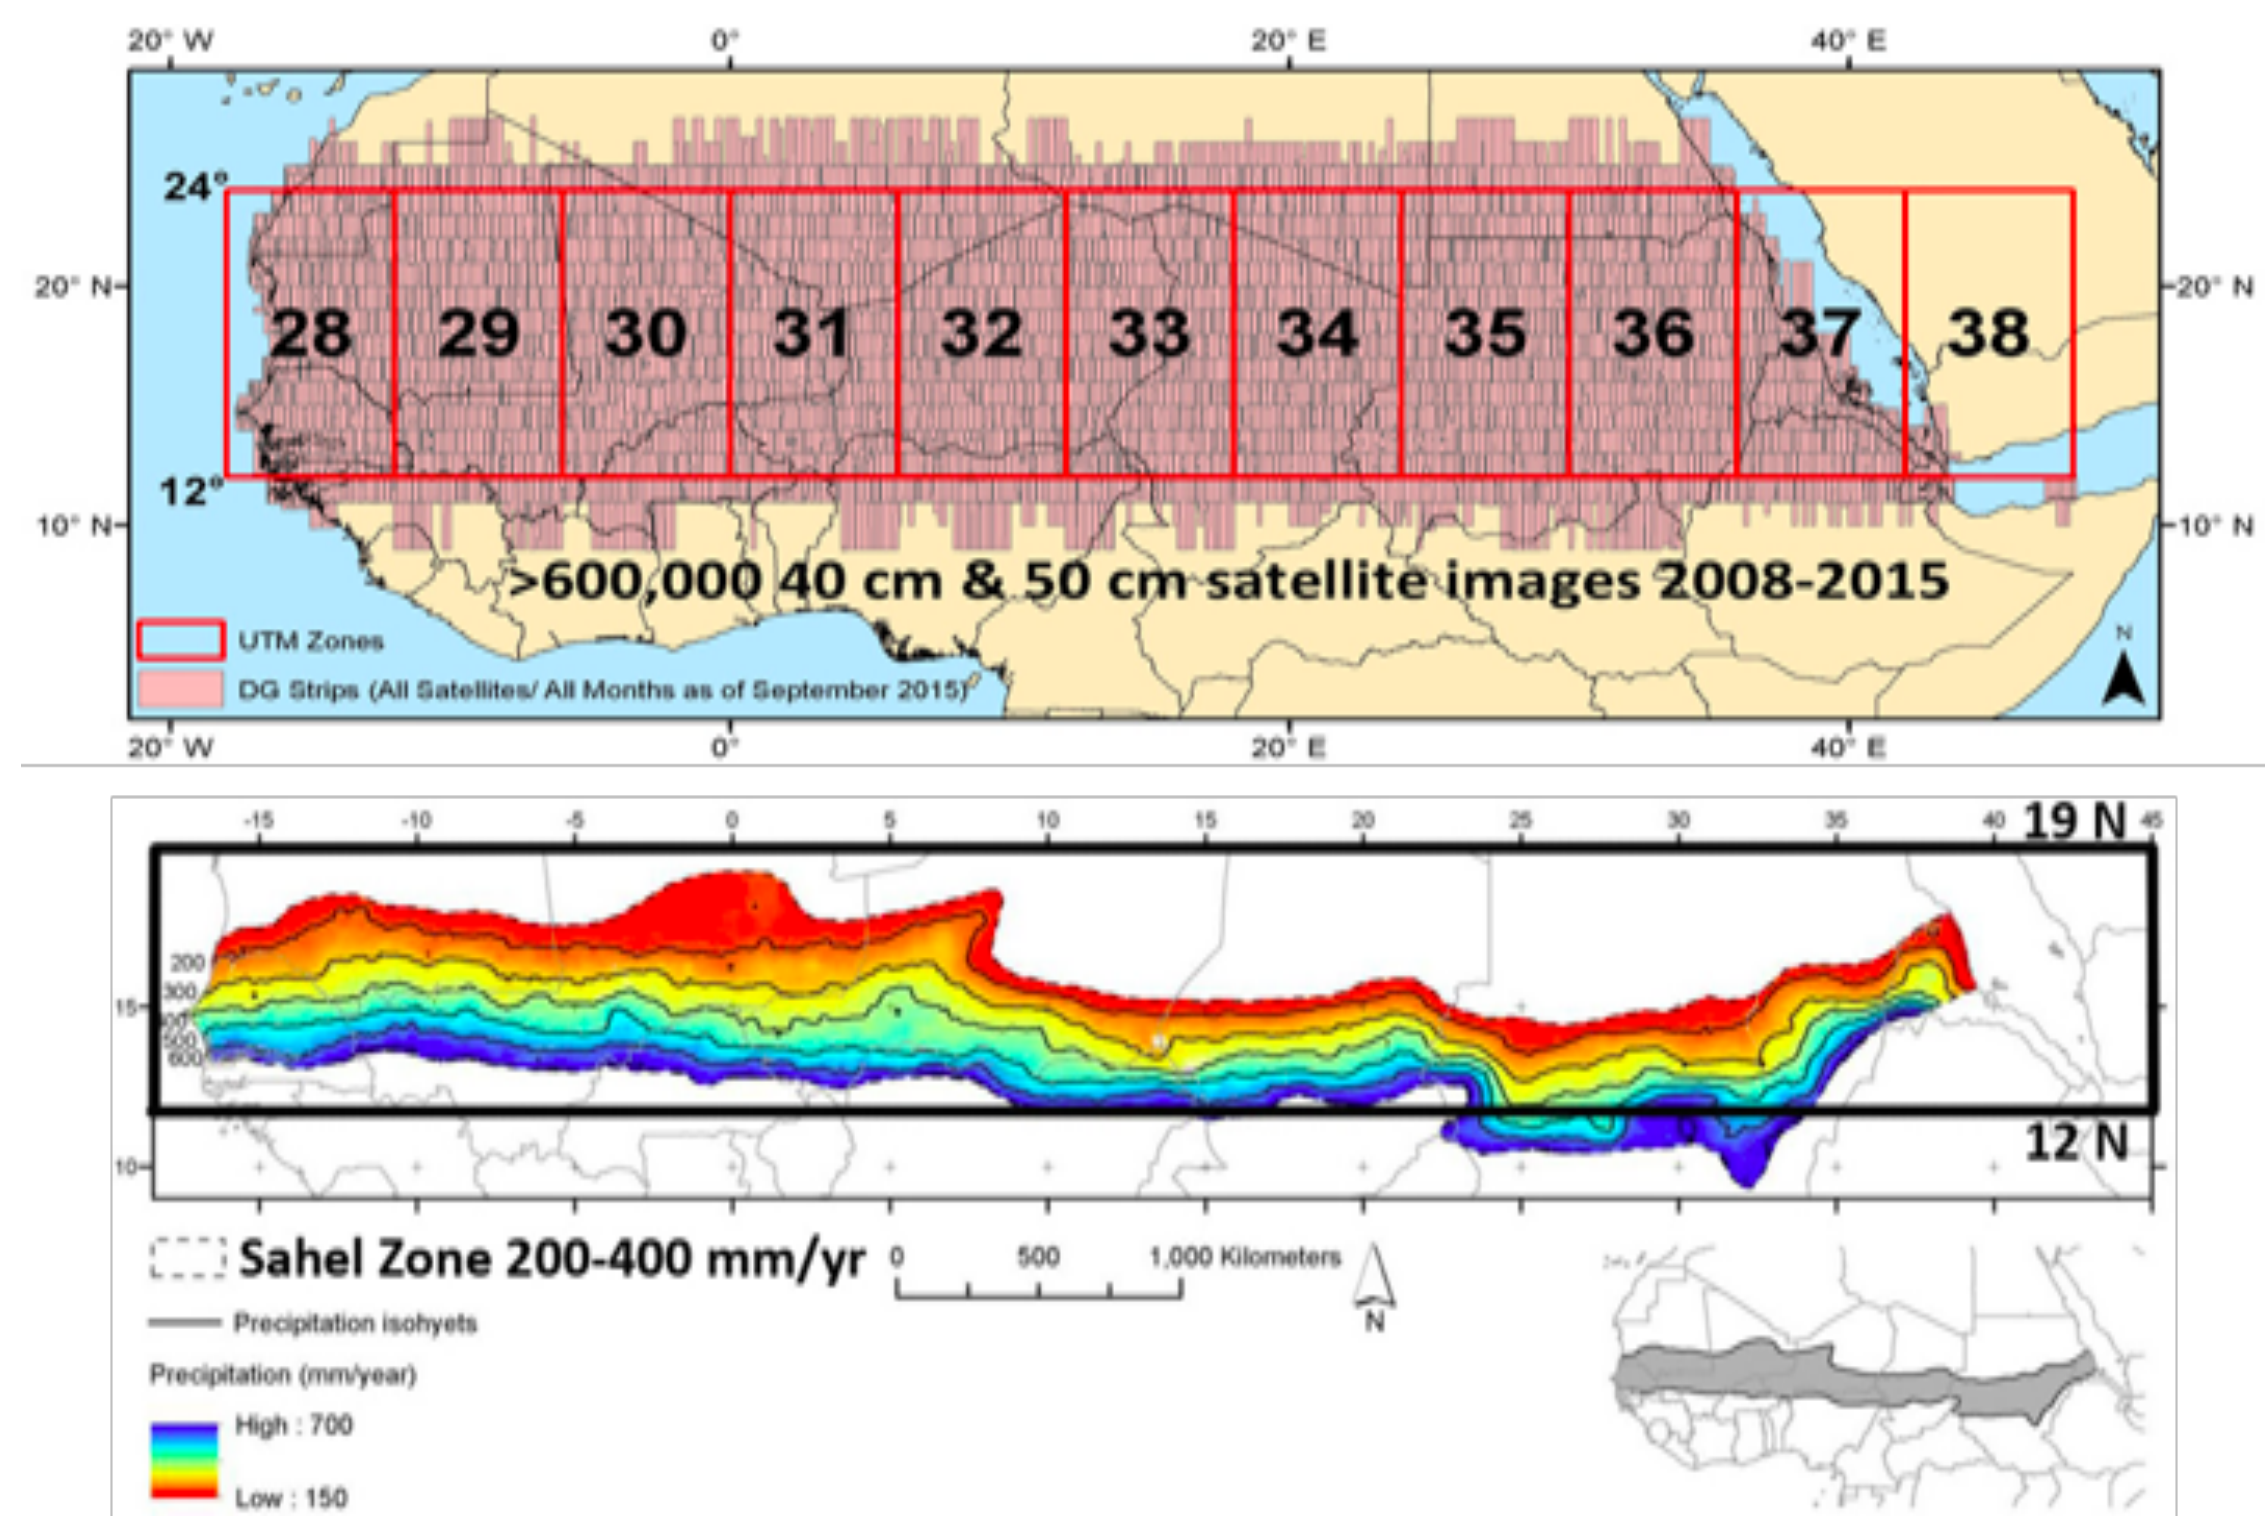 20° W 0° 20° E 40° E
24°
20° N 20° N
28 29 30 31 32 33 34 35 36 37 38
12°
10° N 10° N
>600,000 40 cm & 50 cm satellite images 2008-2015
UTM Zones
N
DG Strips (All Satellites/ All Months as of September 2015)
20° W 0° 20° E 40° E
-15 -10 -5 0 5 10 15 20 25 30 35 40 19 N 45
200
300
15
500
600
12 N
10
Sahel Zone 200-400 mm/yr
0 500 1,000 Kilometers
N
Precipitation isohyets
Precipitation (mm/year)
High : 700
Low : 150